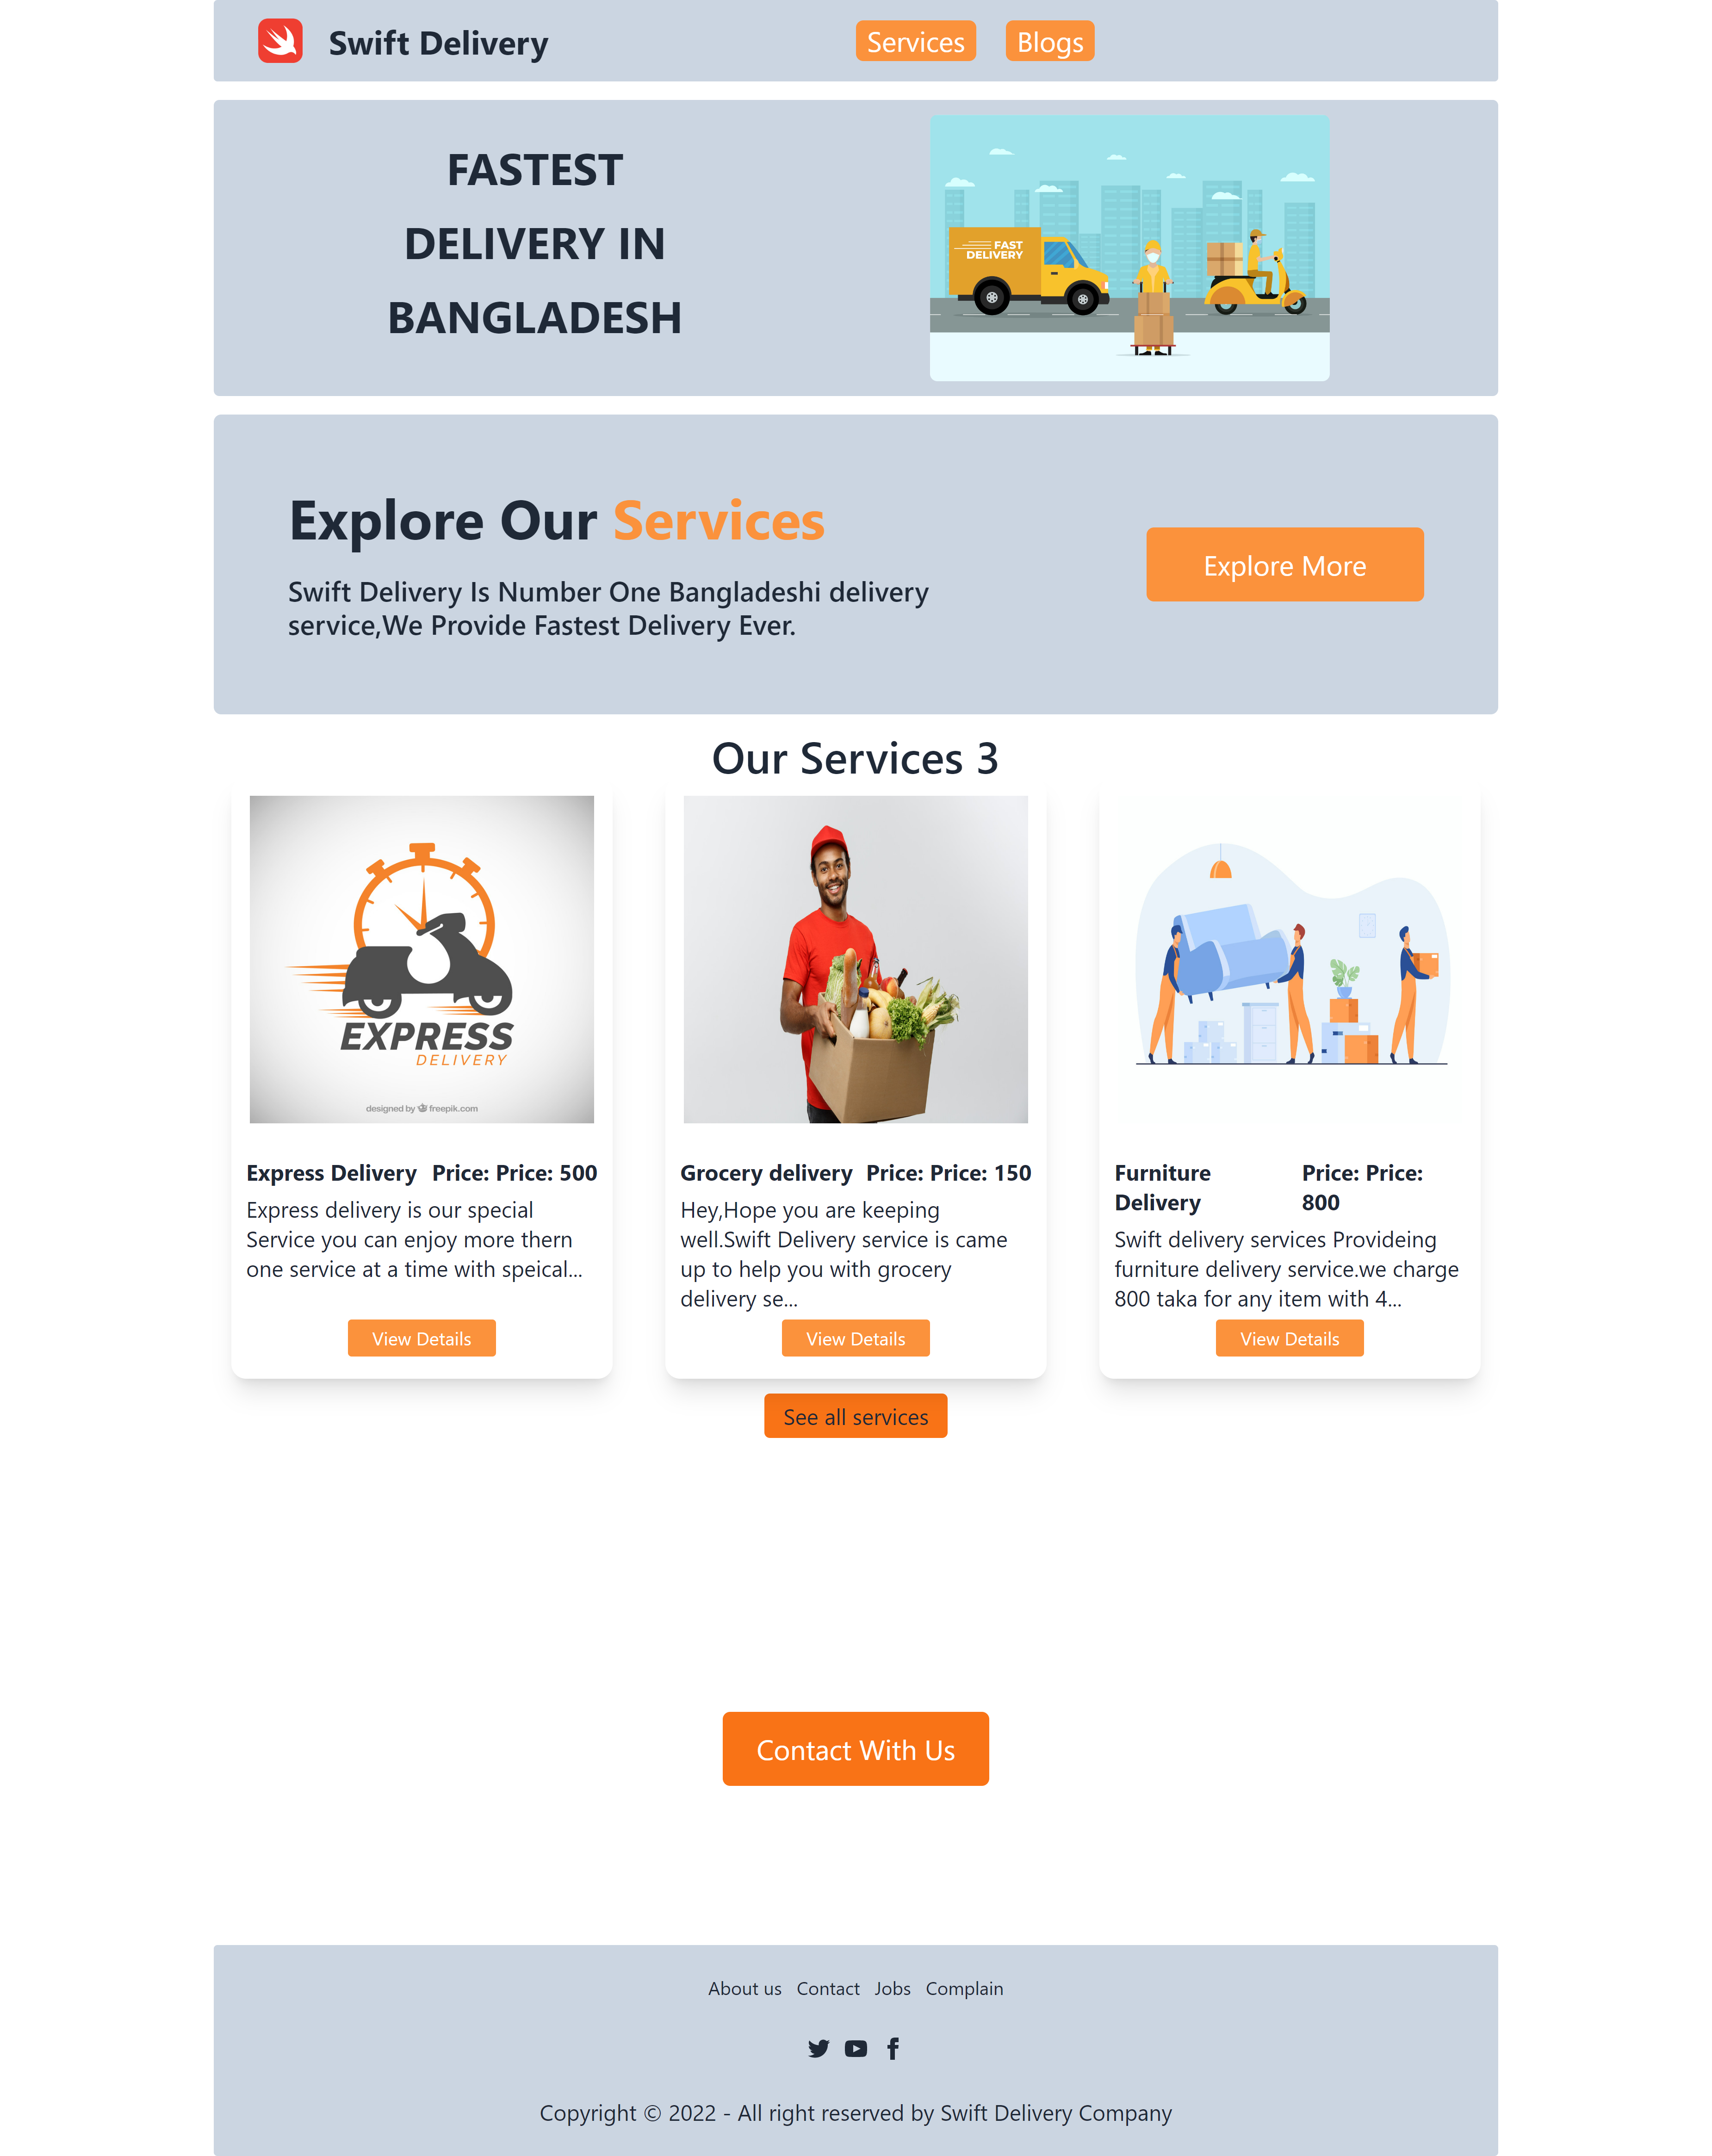 Swift Delivery
Services
Blogs
FASTEST
DELIVERY IN
BANGLADESH
FAST
DELIVERY
Explore Our Services
Swift Delivery Is Number One Bangladeshi delivery
service,We Provide Fastest Delivery Ever.
Explore More
Our Services 3
EXPRESS
DELIVERY
designed by freepik.com
Express Delivery Price: Price: 500
Express delivery is our special
Service you can enjoy more thern
one service at a time with speical...
View Details
Grocery delivery Price: Price: 150
Hey,Hope you are keeping
well.Swift Delivery service is came
up to help you with grocery
delivery se...
View Details
Furniture
Delivery
Price: Price:
800
Swift delivery services Provideing
furniture delivery service.we charge
800 taka for any item with 4...
View Details
See all services
Contact With Us
About us Contact Jobs Complain
Copyright © 2022 - All right reserved by Swift Delivery Company